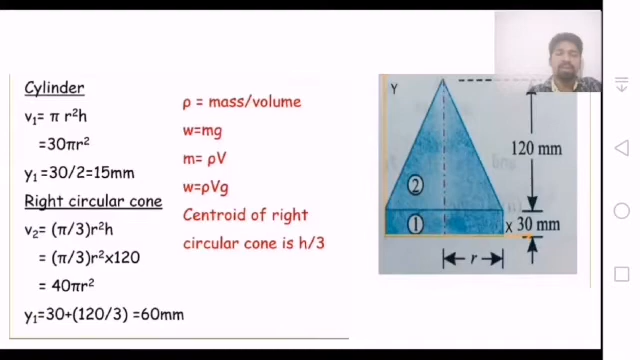 Cylinder
v₁= π r²h
=30πr²
y₁ =30/2=15mm
Right circular cone
v₂= (π/3)r²h
= (π/3)r²x120
= 40πr²
y₁=30+(120/3) =60mm
ρ = mass/volume
w=mg
m= ρV
w=ρVg
Centroid of right
circular cone is h/3
Y
120 mm
2
1
X 30 mm
r